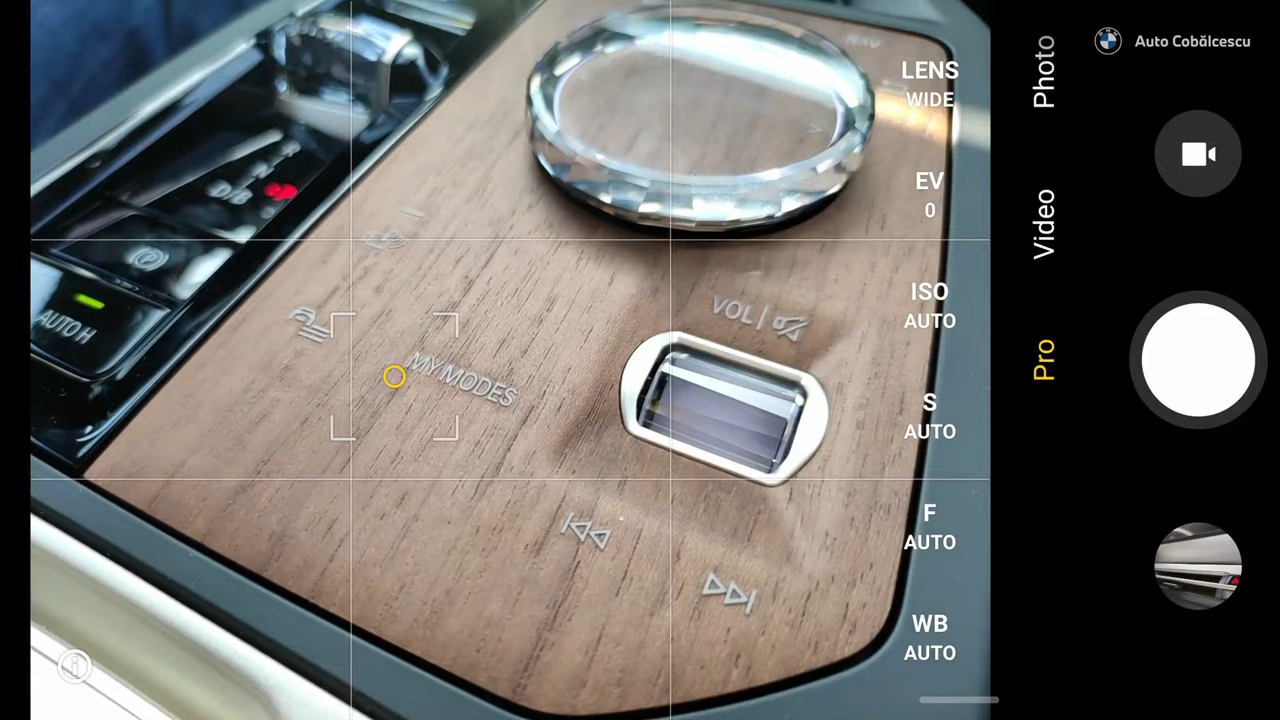 LENS
WIDE
EV
0
ISO
AUTO
S
AUTO
F
AUTO
WB
AUTO
Photo
Video
Pro
Auto Cobălcescu
P
AUTO H
MY MODES
VOL |